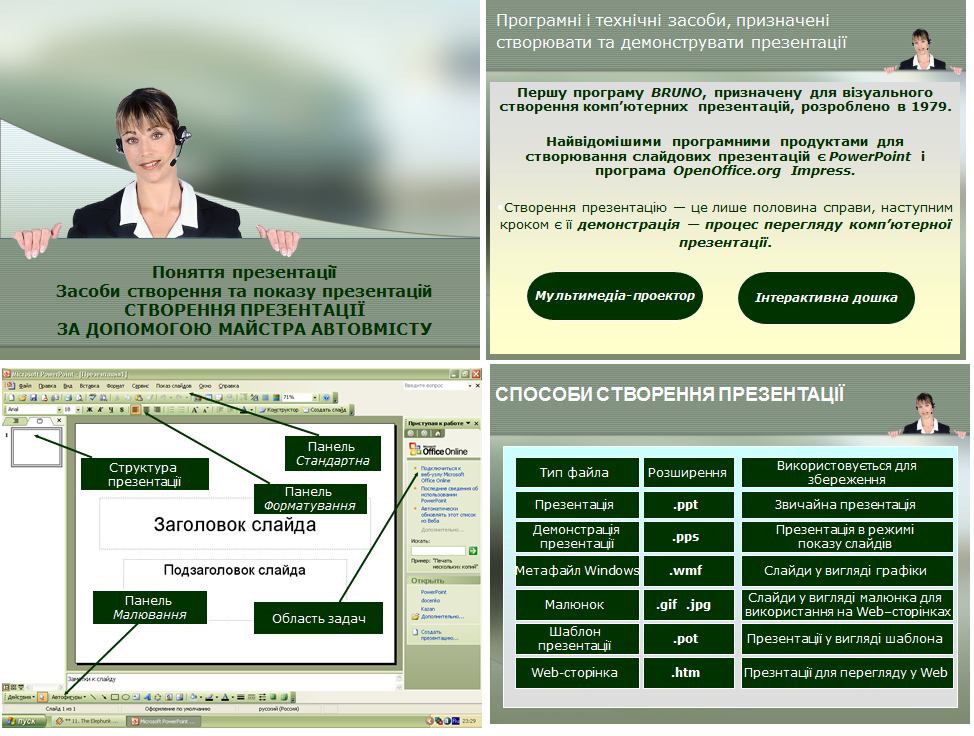 Поняття презентації
Засоби створення та показу презентацій
СТВОРЕННЯ ПРЕЗЕНТАЦІЇ
ЗА ДОПОМОГОЮ МАЙСТРА АВТОВМІСТУ
Програмні і технічні засоби, призначені
створювати та демонструвати презентації
Першу програму BRUNO, призначену для візуального
створення комп’ютерних презентацій, розроблено в 1979.
Найвідомішими програмними продуктами для
створювання слайдових презентацій є PowerPoint і
програма OpenOffice.org Impress.
Створення презентацію — це лише половина справи, наступним
кроком є її демонстрація — процес перегляду комп’ютерної
презентації.
Мультимедіа-проектор
Інтерактивна дошка
Microsoft PowerPoint - [Презентация1]
Файл Правка Вид Вставка Формат Сервис Показ слайдов Окно Справка
Введите вопрос
71%
Arial 18 Ж К Ч S
Конструктор Создать слайд
1
Приступая к работе
Office Online
Подключиться к
веб-узлу Microsoft
Office Online
Последние сведения об
использовании
PowerPoint
Автоматически
обновлять этот список
из Веба
Дополнительно...
Искать:
Пример: "Печать
нескольких копий"
Открыть
PowerPoint
docenko
Kazan
Дополнительно...
Создать
презентацию...
Панель
Стандартна
Структура
презентації
Панель
Форматування
Заголовок слайда
Подзаголовок слайда
Панель
Малювання
Область задач
Заметки к слайду
Действия Автофигуры
Слайд 1 из 1 Оформление по умолчанию русский (Россия)
пуск ** 11. The Elephunk ... Microsoft PowerPoint ... 23:29
СПОСОБИ СТВОРЕННЯ ПРЕЗЕНТАЦІЇ
Тип файла Розширення Використовується для
збереження
Презентація .ppt Звичайна презентація
Демонстрація
презентації .pps Презентація в режимі
показу слайдів
Метафайл Windows .wmf Слайди у вигляді графіки
Малюнок .gif .jpg Слайди у вигляді малюнка для
використання на Web–сторінках
Шаблон
презентації .pot Презентації у вигляді шаблона
Web-сторінка .htm Презнтації для перегляду у Web